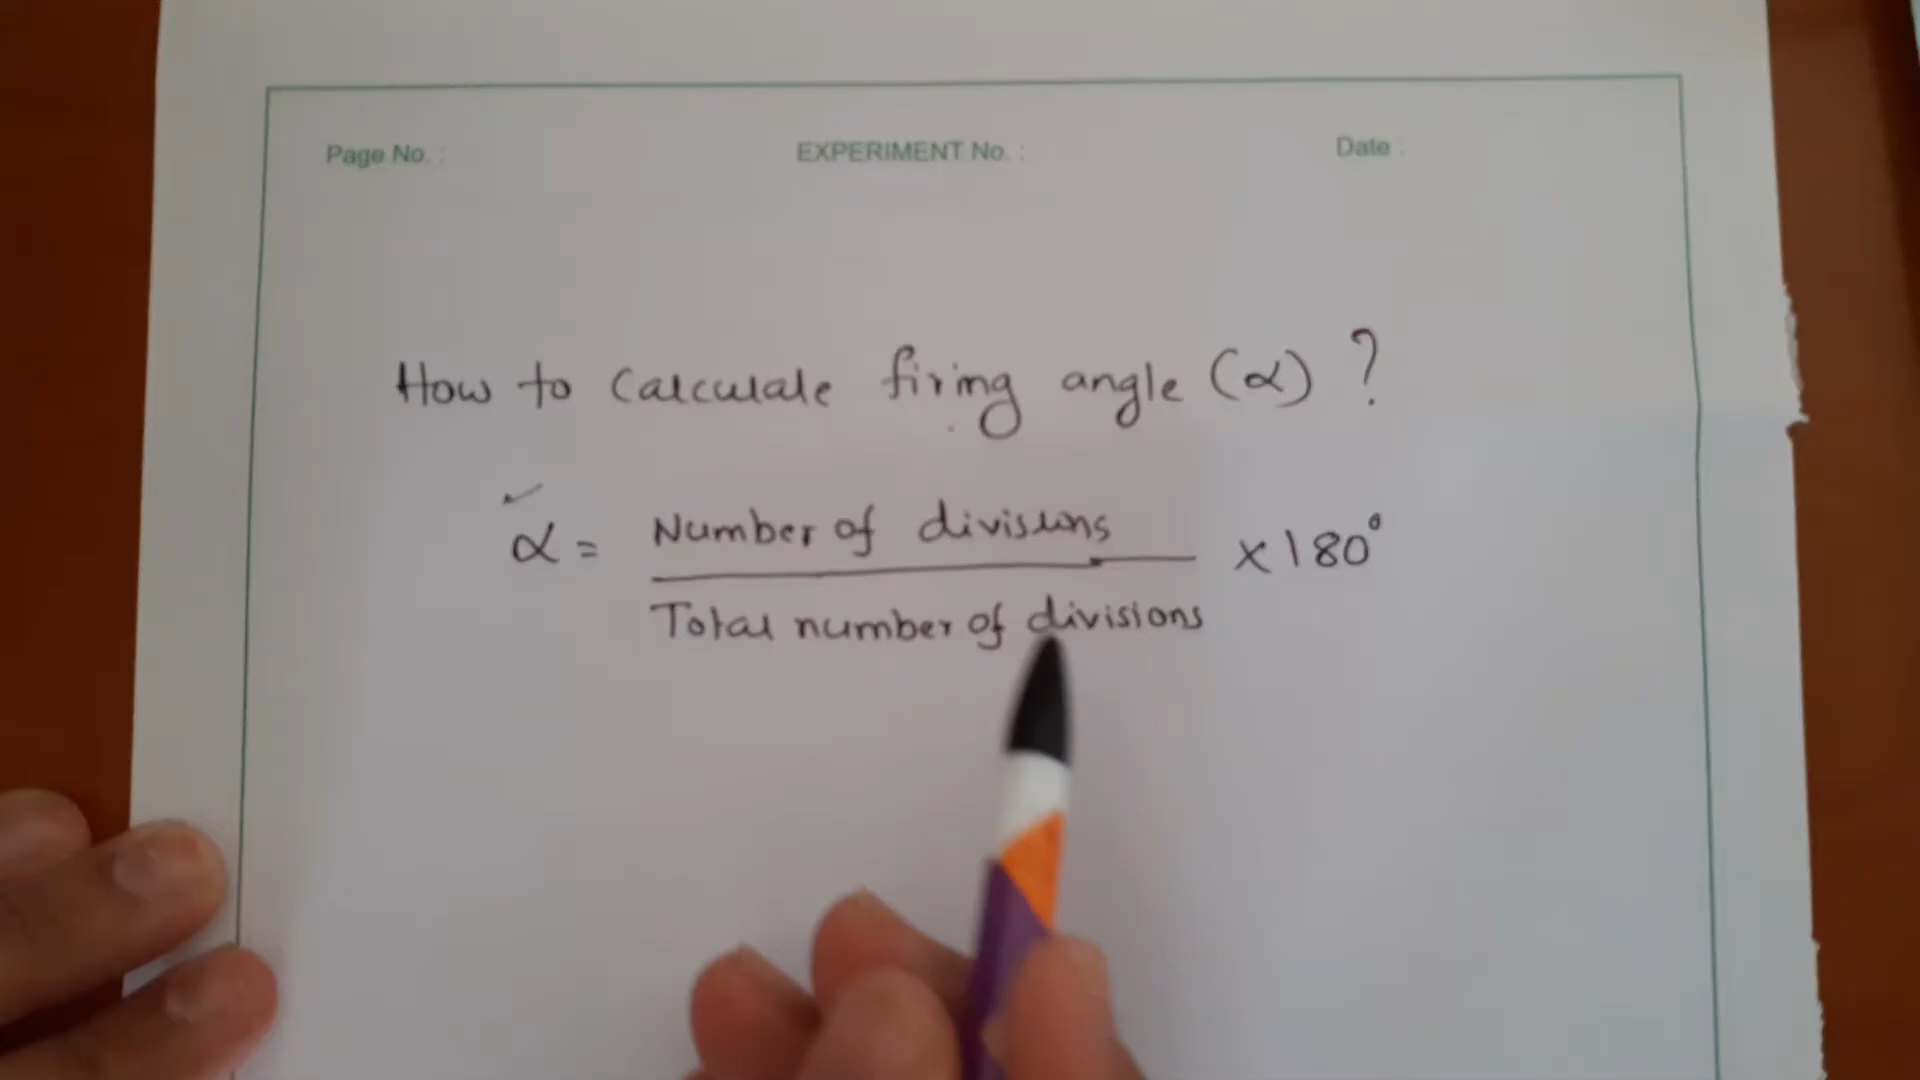 Page No. : EXPERIMENT No. : Date :
How to Calculate firing angle (α) ?
α = Number of divisions × 180°
Total number of divisions